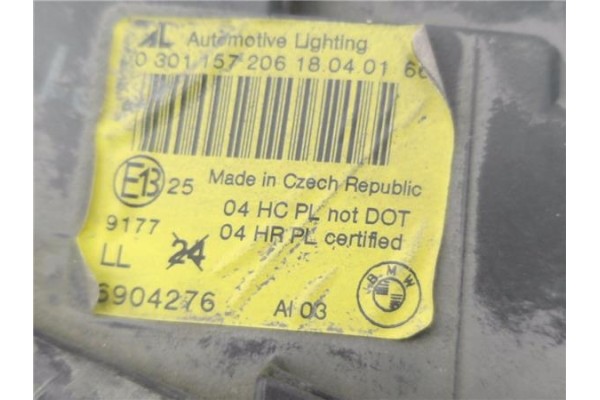 AL Automotive Lighting
0 301 157 206 18.04.01
E13 25
Made in Czech Republic
9177
04 HC PL not DOT
04 HR PL certified
LL 24
6904276
AI 03
BMW